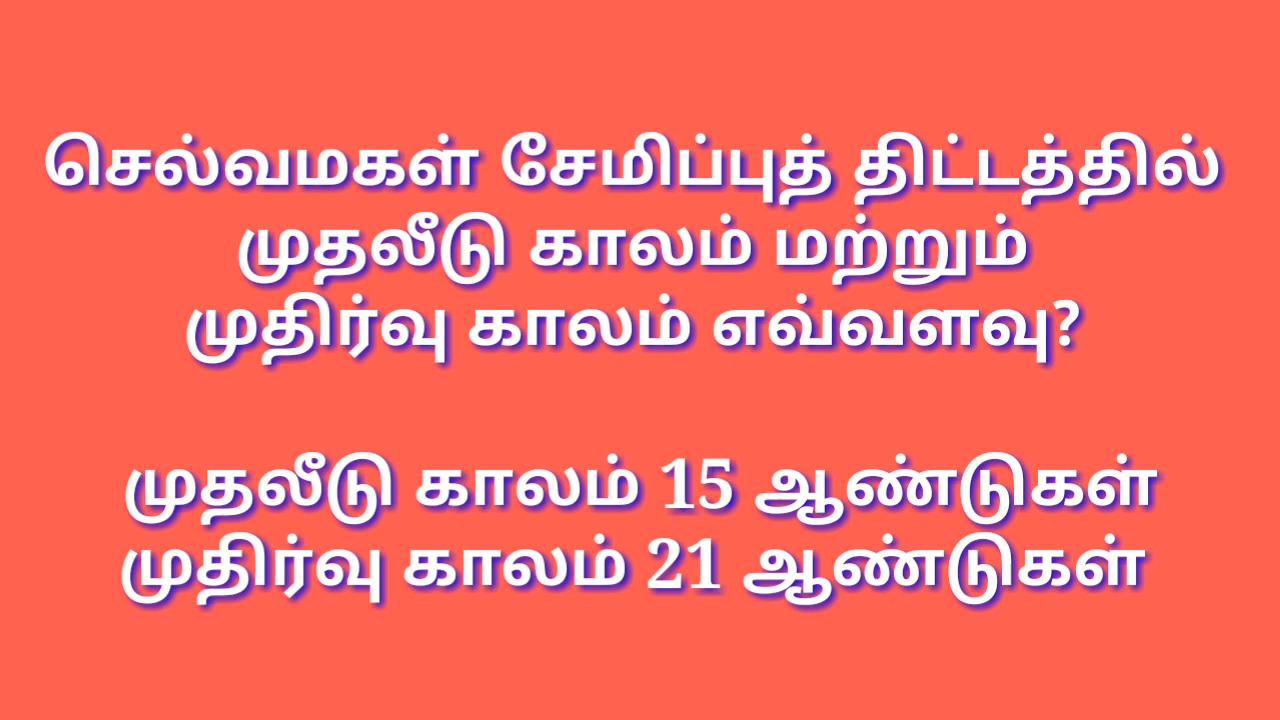 செல்வமகள் சேமிப்புத் திட்டத்தில்
முதலீடு காலம் மற்றும்
முதிர்வு காலம் எவ்வளவு?
முதலீடு காலம் 15 ஆண்டுகள்
முதிர்வு காலம் 21 ஆண்டுகள்